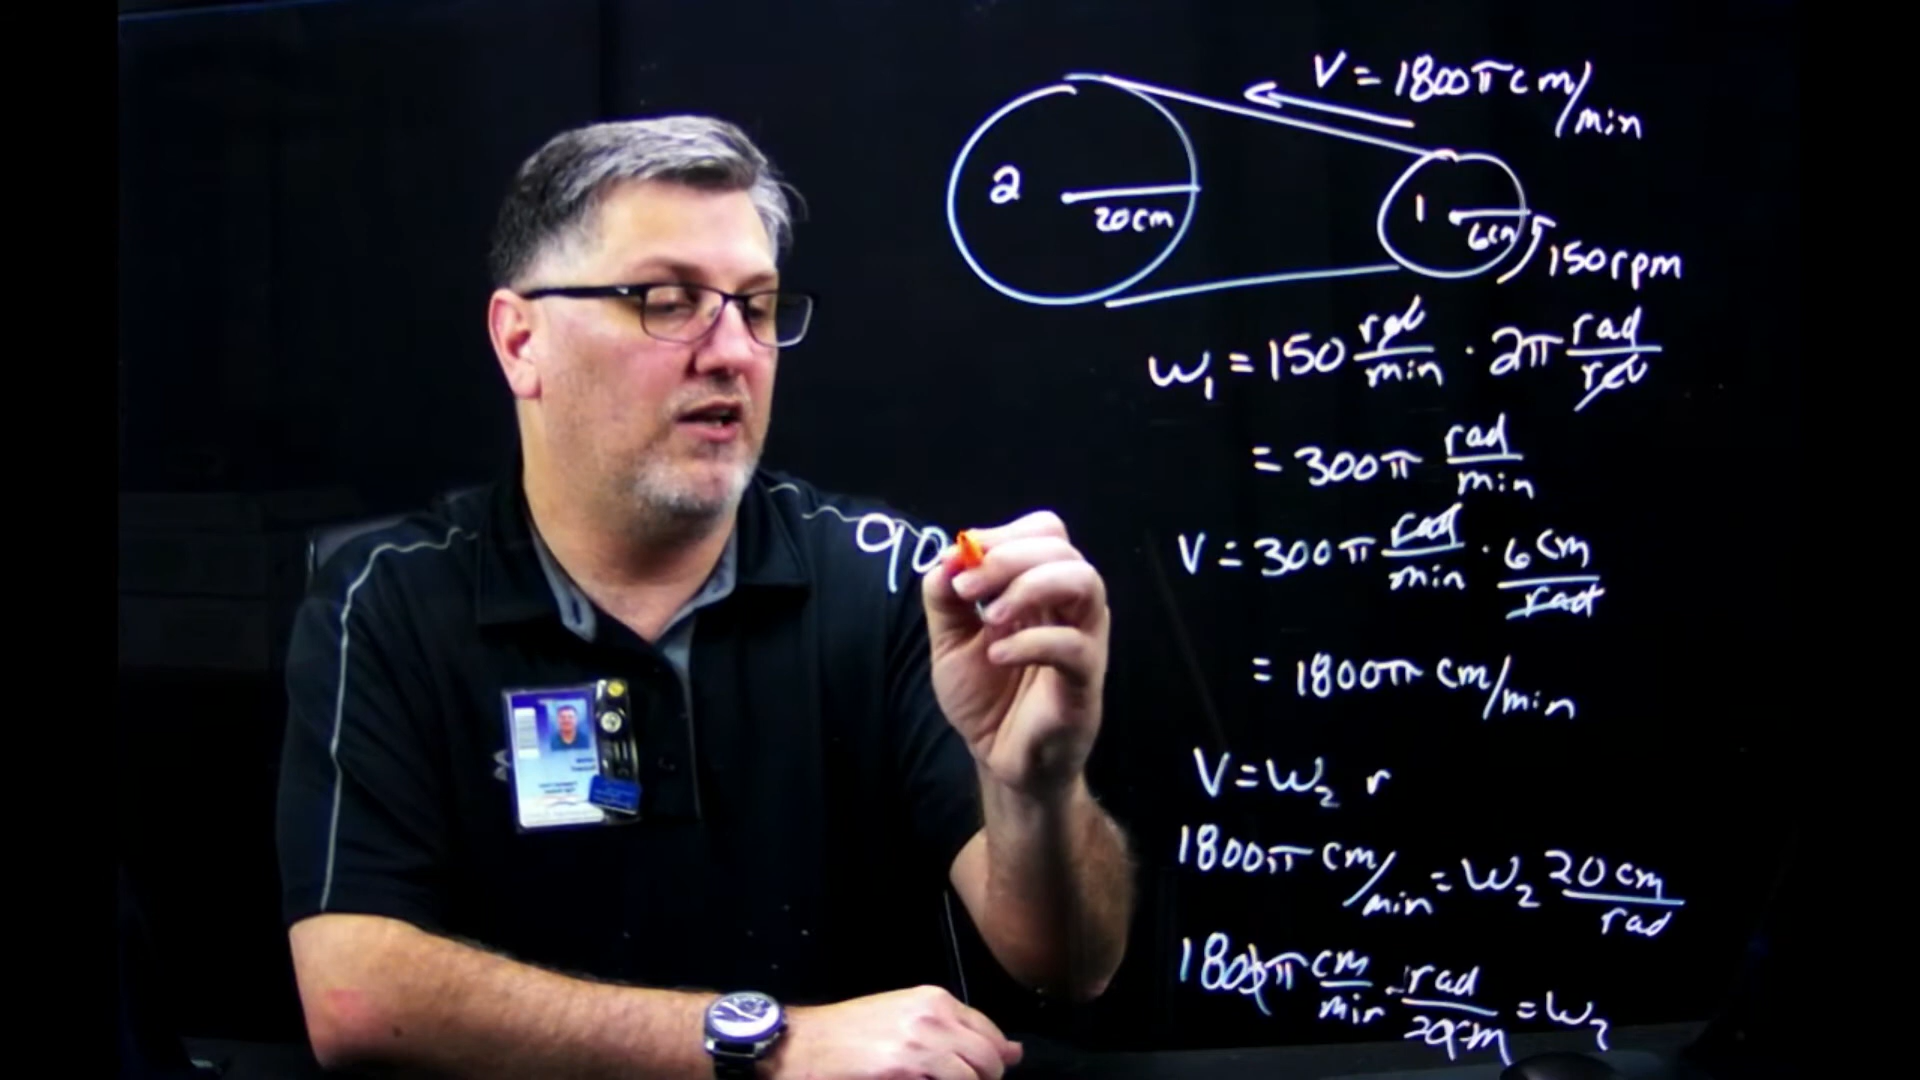 V = 1800π cm/min
2
20cm
1
6cm
150rpm
w₁ = 150 rev/min · 2π rad/rev
= 300π rad/min
V = 300π rad/min · 6cm/rad
= 1800π cm/min
V = w₂ r
1800π cm/min = w₂ 20cm/rad
1800π cm/min · rad/20cm = w₂
90